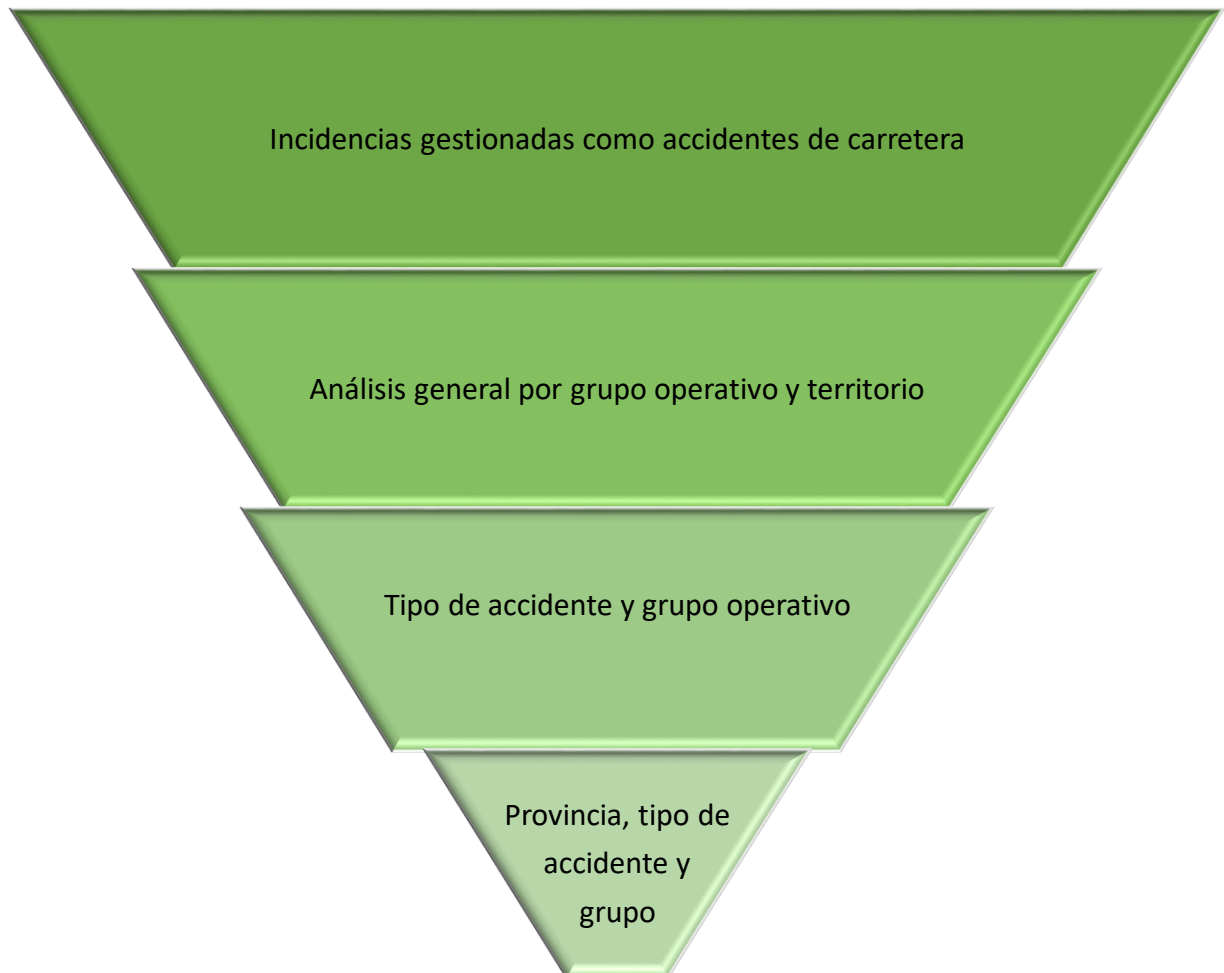 Incidencias gestionadas como accidentes de carretera
Análisis general por grupo operativo y territorio
Tipo de accidente y grupo operativo
Provincia, tipo de
accidente y
grupo